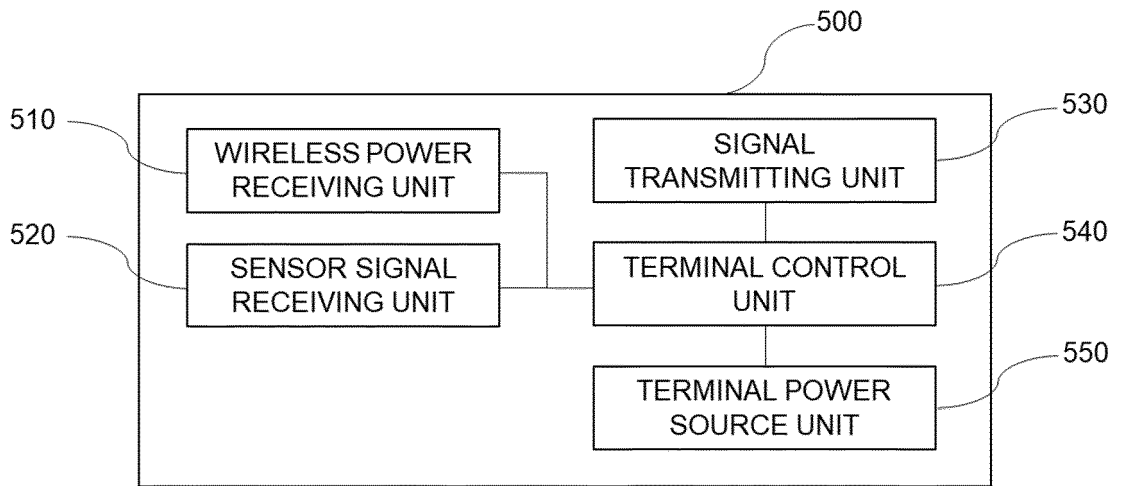 500
510
WIRELESS POWER
RECEIVING UNIT
530
SIGNAL
TRANSMITTING UNIT
520
SENSOR SIGNAL
RECEIVING UNIT
540
TERMINAL CONTROL
UNIT
550
TERMINAL POWER
SOURCE UNIT